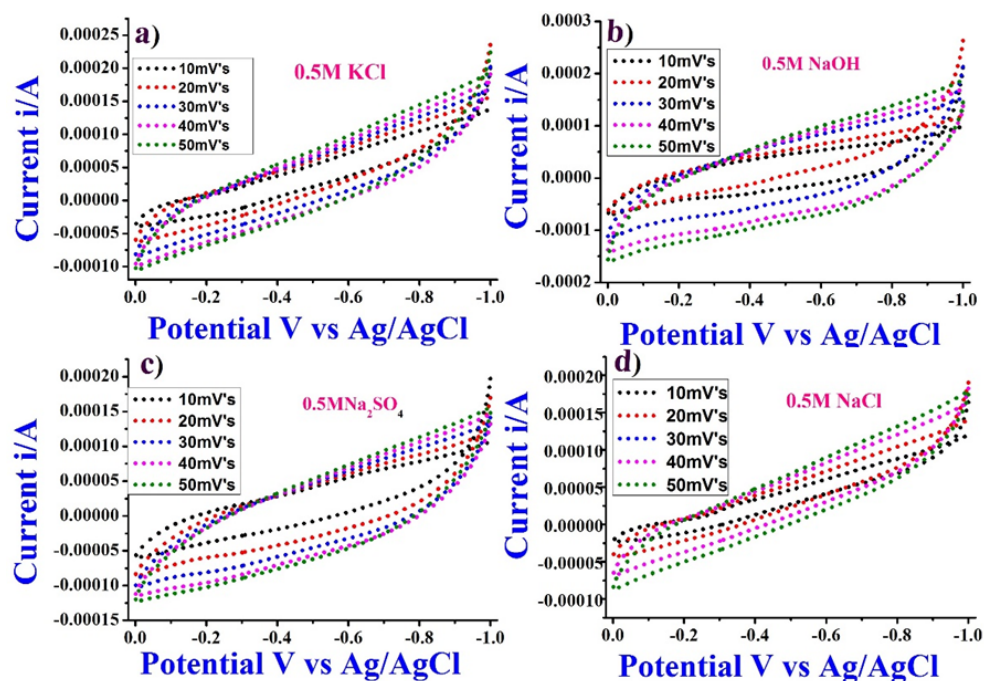 a)
0.5M KCl
10mV's
20mV's
30mV's
40mV's
50mV's
0.00025
0.00020
0.00015
0.00010
0.00005
0.00000
-0.00005
-0.00010
0.0 -0.2 -0.4 -0.6 -0.8 -1.0
Current i/A
Potential V vs Ag/AgCl
b)
0.5M NaOH
10mV's
20mV's
30mV's
40mV's
50mV's
0.0003
0.0002
0.0001
0.0000
-0.0001
-0.0002
0.0 -0.2 -0.4 -0.6 -0.8 -1.0
Current i/A
Potential V vs Ag/AgCl
c)
0.5MNa₂SO₄
10mV's
20mV's
30mV's
40mV's
50mV's
0.00020
0.00015
0.00010
0.00005
0.00000
-0.00005
-0.00010
-0.00015
0.0 -0.2 -0.4 -0.6 -0.8 -1.0
Current i/A
Potential V vs Ag/AgCl
d)
0.5M NaCl
10mV's
20mV's
30mV's
40mV's
50mV's
0.00020
0.00015
0.00010
0.00005
0.00000
-0.00005
-0.00010
0.0 -0.2 -0.4 -0.6 -0.8 -1.0
Current i/A
Potential V vs Ag/AgCl